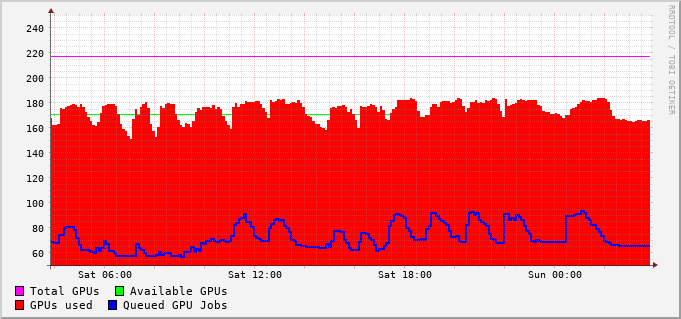 RRDTOOL / TOBI OETIKER
240
220
200
180
160
140
120
100
80
60
Sat 06:00 Sat 12:00 Sat 18:00 Sun 00:00
Total GPUs Available GPUs
GPUs used Queued GPU Jobs